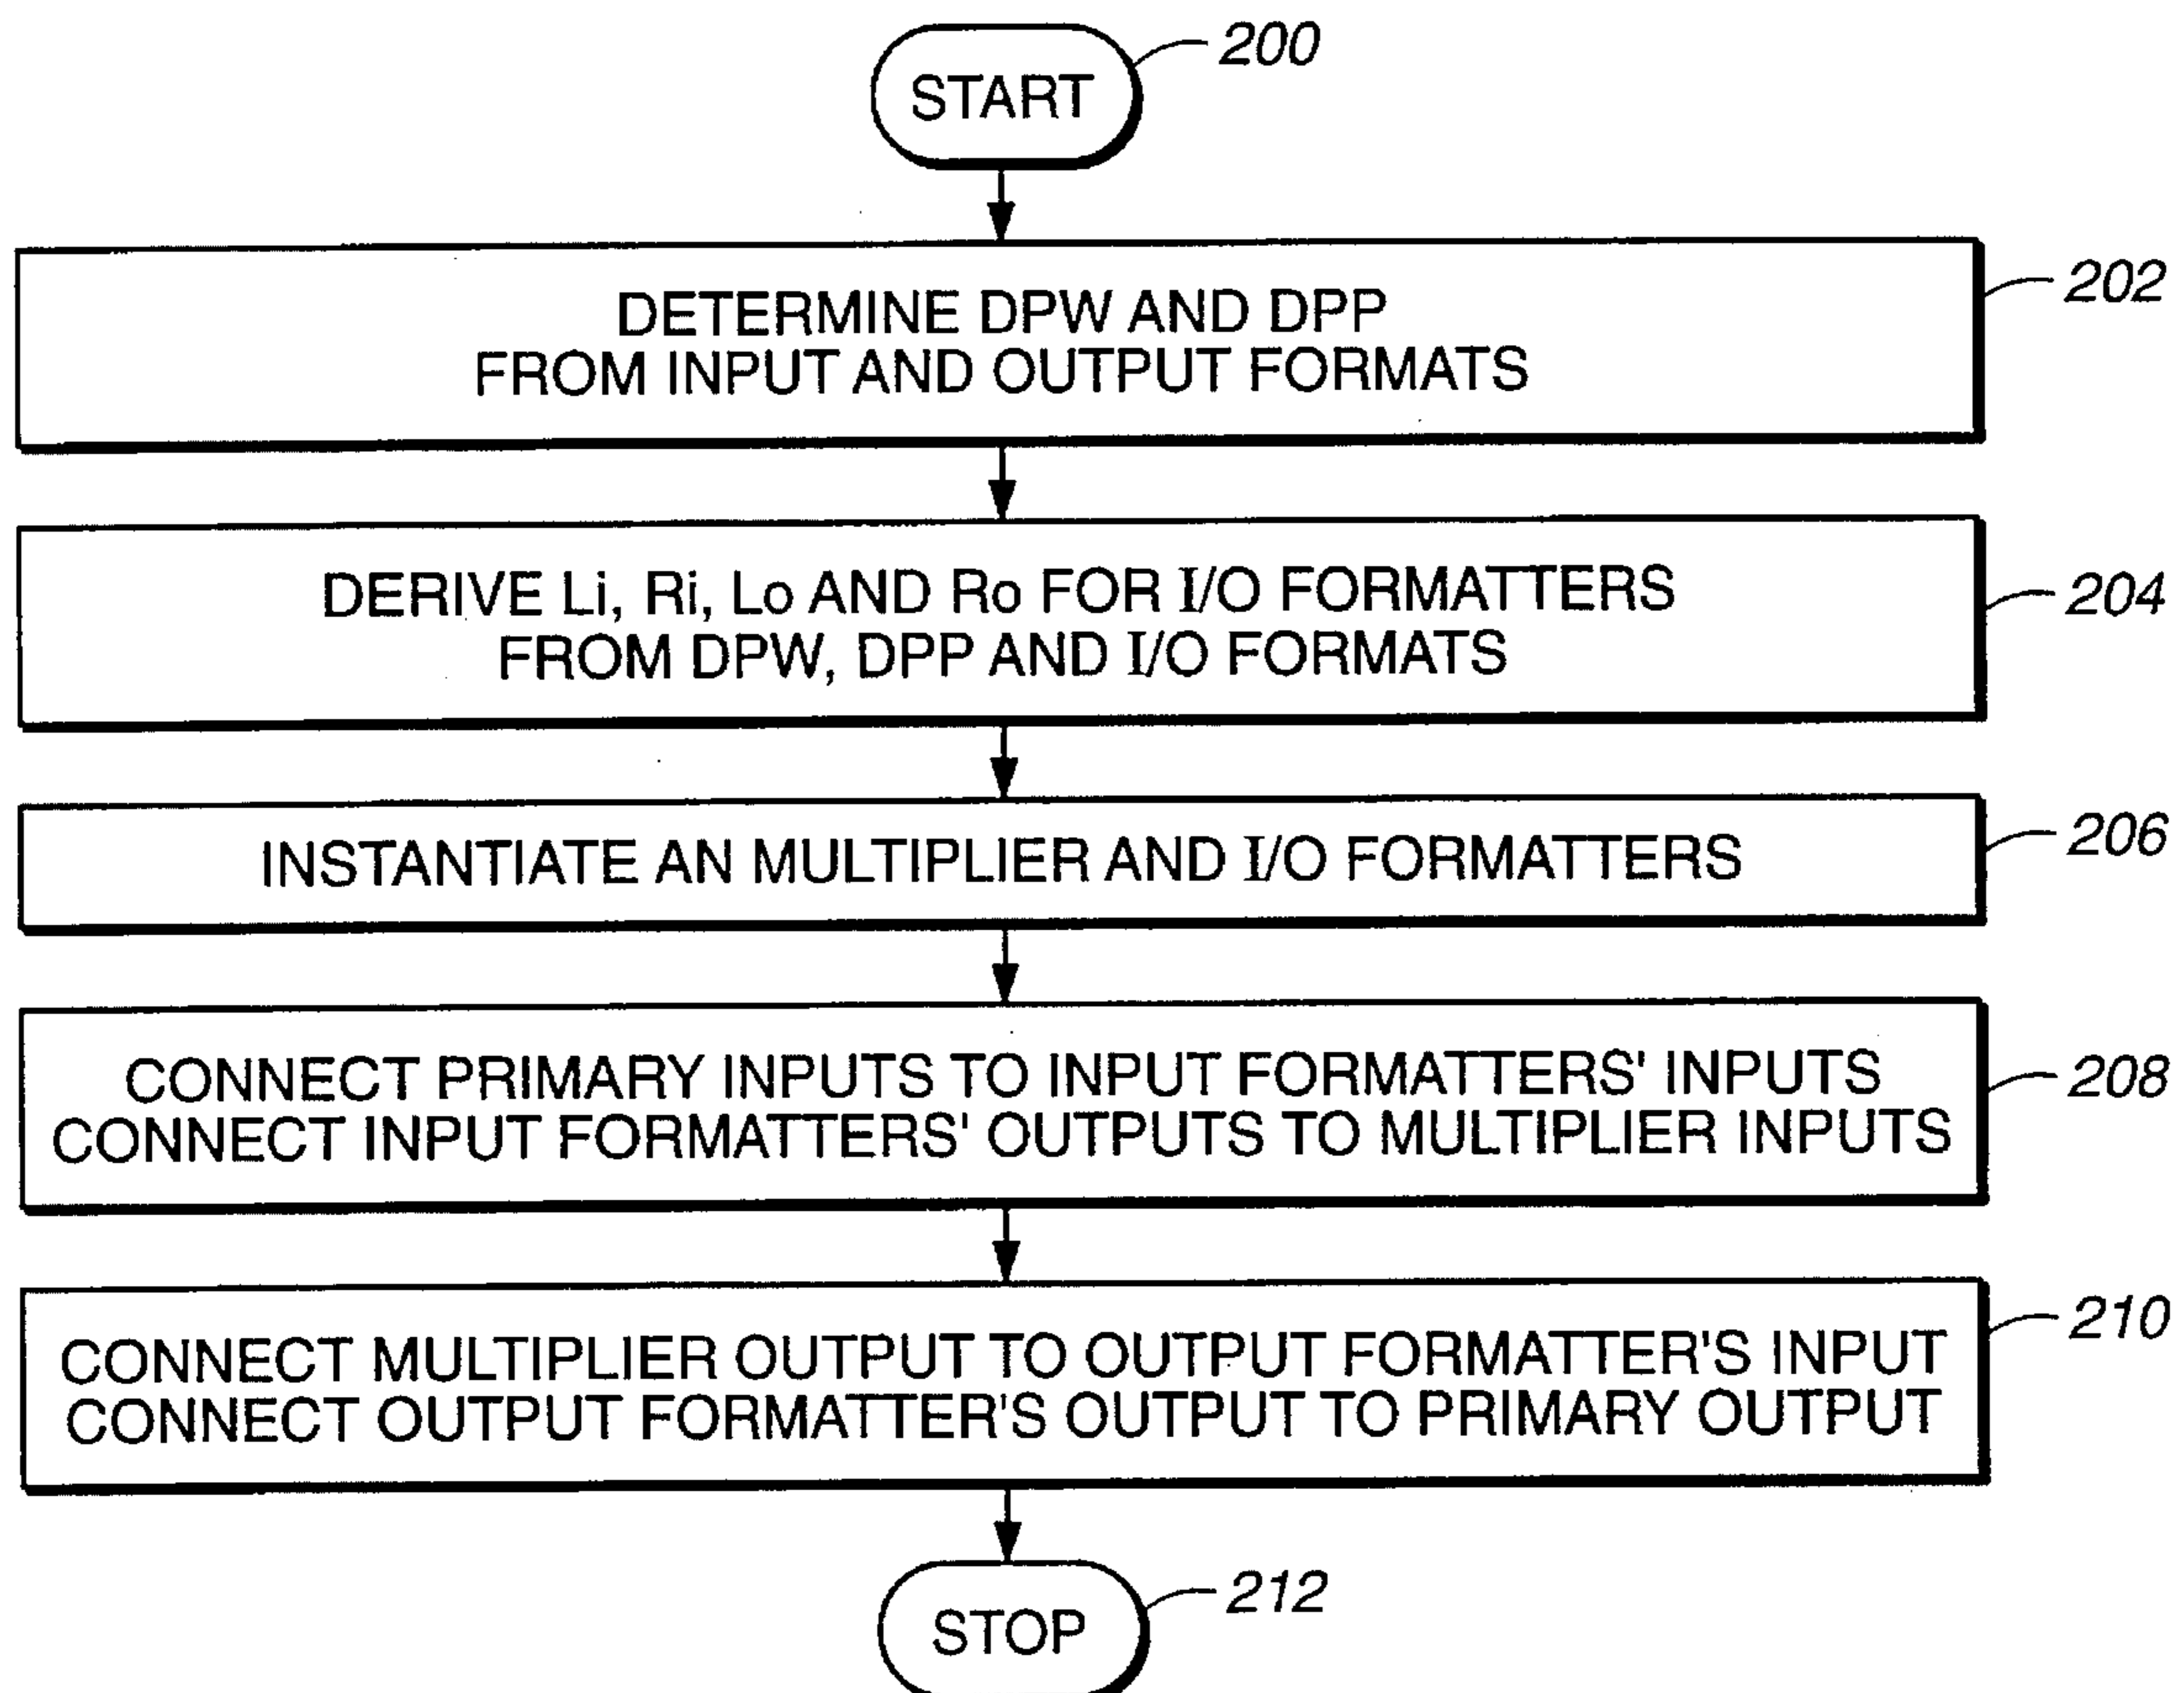 START
200
DETERMINE DPW AND DPP
FROM INPUT AND OUTPUT FORMATS
202
DERIVE Li, Ri, Lo AND Ro FOR I/O FORMATTERS
FROM DPW, DPP AND I/O FORMATS
204
INSTANTIATE AN MULTIPLIER AND I/O FORMATTERS
206
CONNECT PRIMARY INPUTS TO INPUT FORMATTERS' INPUTS
CONNECT INPUT FORMATTERS' OUTPUTS TO MULTIPLIER INPUTS
208
CONNECT MULTIPLIER OUTPUT TO OUTPUT FORMATTER'S INPUT
CONNECT OUTPUT FORMATTER'S OUTPUT TO PRIMARY OUTPUT
210
STOP
212